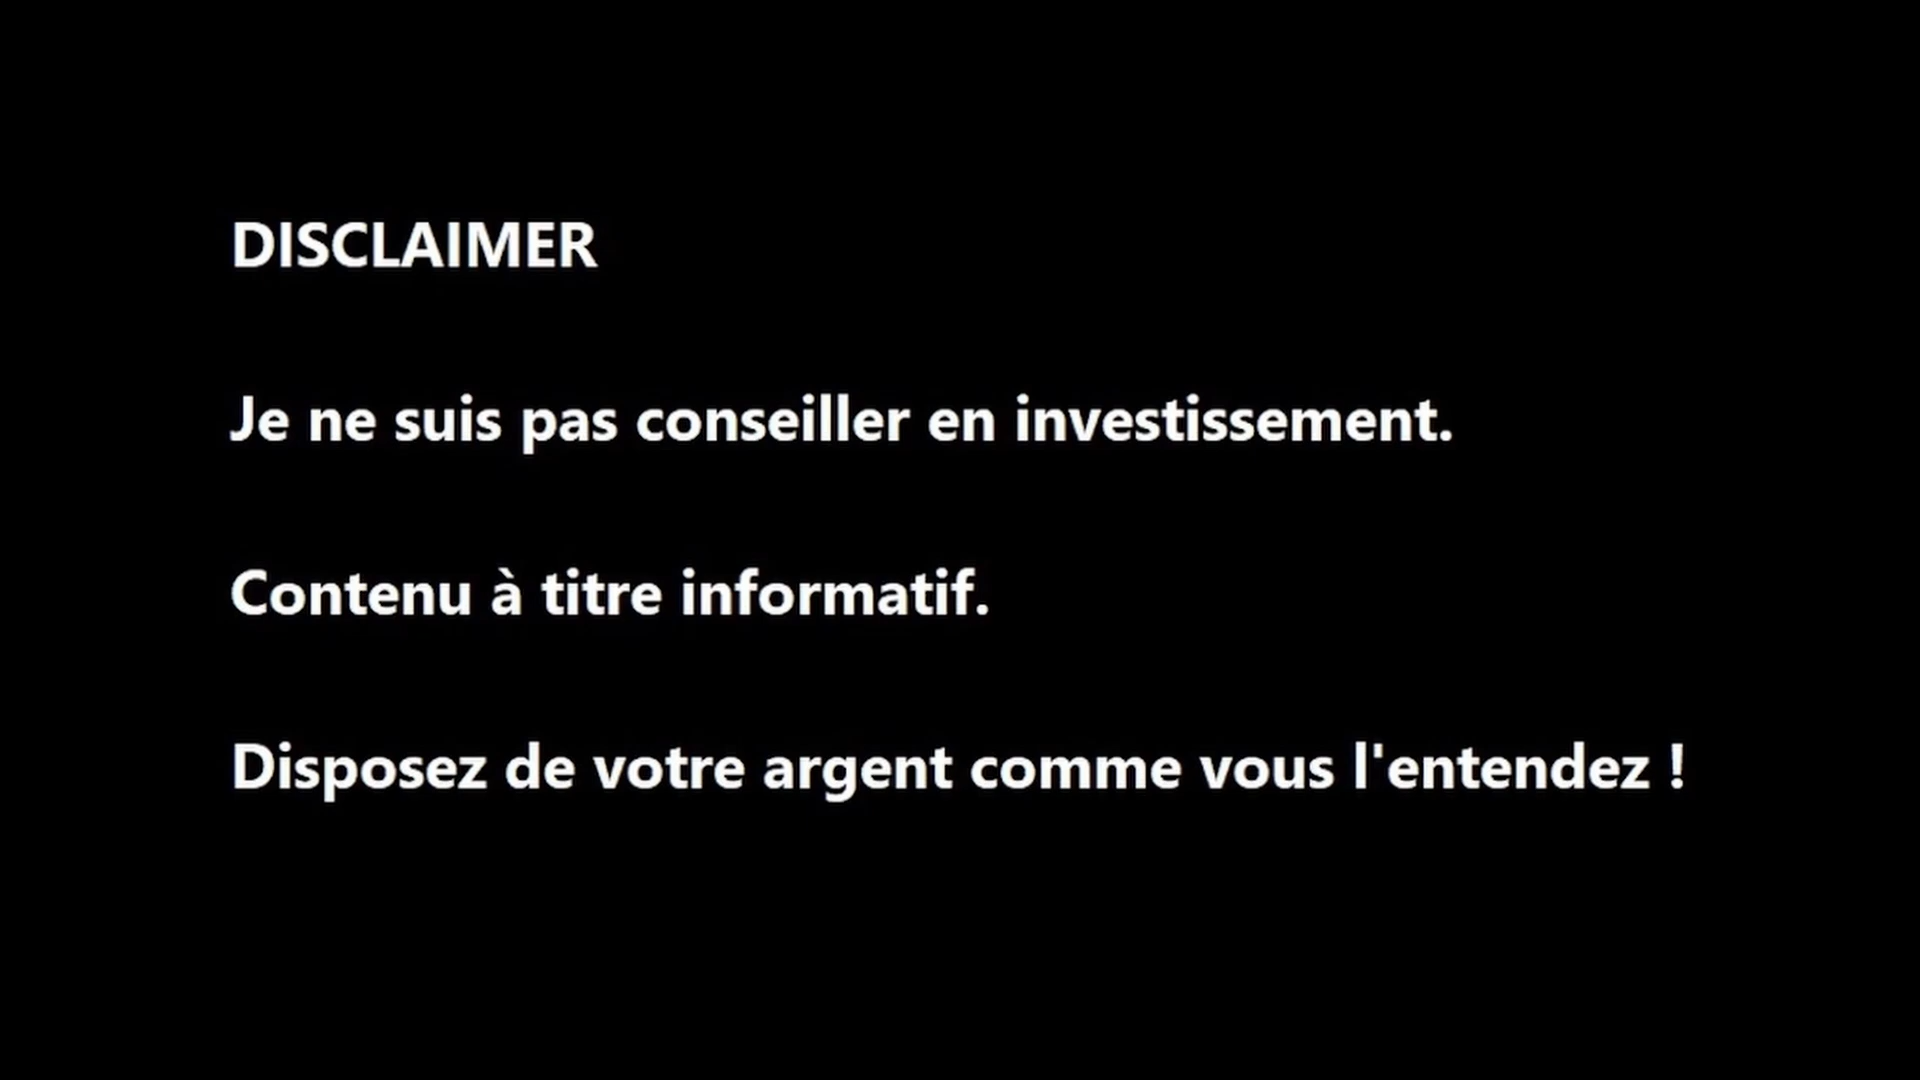 DISCLAIMER
Je ne suis pas conseiller en investissement.
Contenu à titre informatif.
Disposez de votre argent comme vous l'entendez !